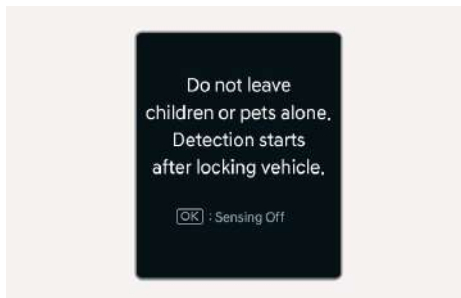 Do not leave
children or pets alone.
Detection starts
after locking vehicle.
OK : Sensing Off